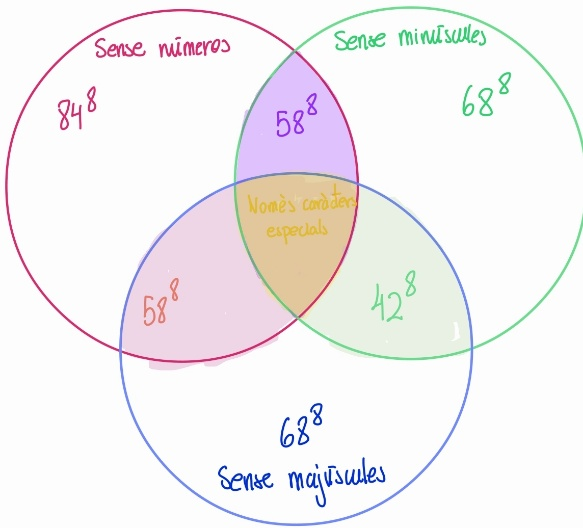 Sense números
Sense minúscules
84⁸
68⁸
58⁸
Només caràcters
especials
58⁸
42⁸
68⁸
Sense majúscules